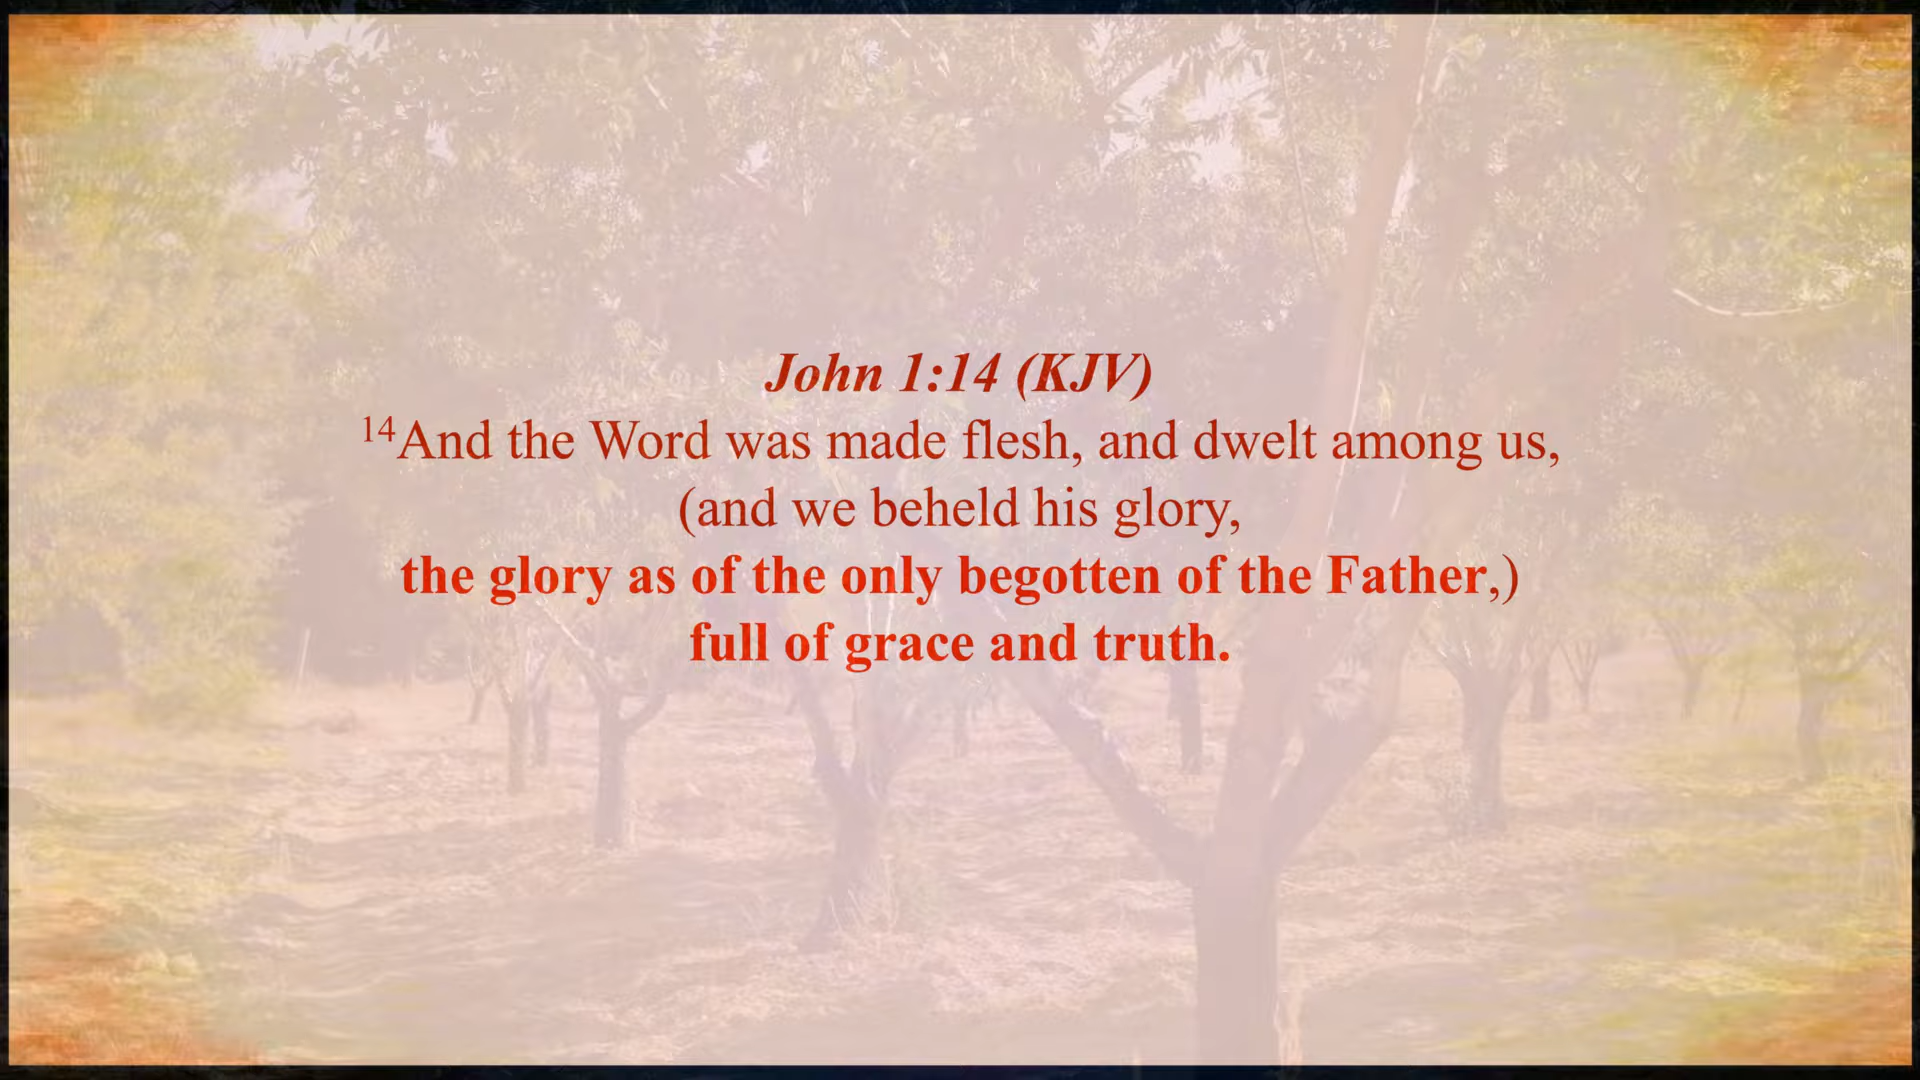 John 1:14 (KJV)
14And the Word was made flesh, and dwelt among us,
(and we beheld his glory,
the glory as of the only begotten of the Father,)
full of grace and truth.